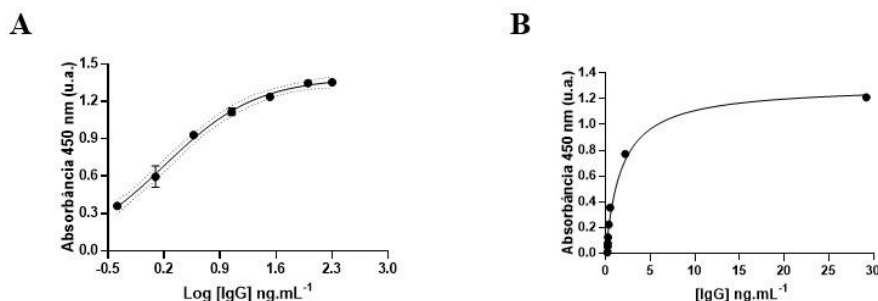 A
Absorbância 450 nm (u.a.)
1.5
1.2
0.9
0.6
0.3
0.0
-0.5 0.2 0.9 1.6 2.3 3.0
Log [IgG] ng.mL⁻¹
B
Absorbância 450 nm (u.a.)
1.4
1.2
1.0
0.8
0.6
0.4
0.2
0.0
0 5 10 15 20 25 30
[IgG] ng.mL⁻¹